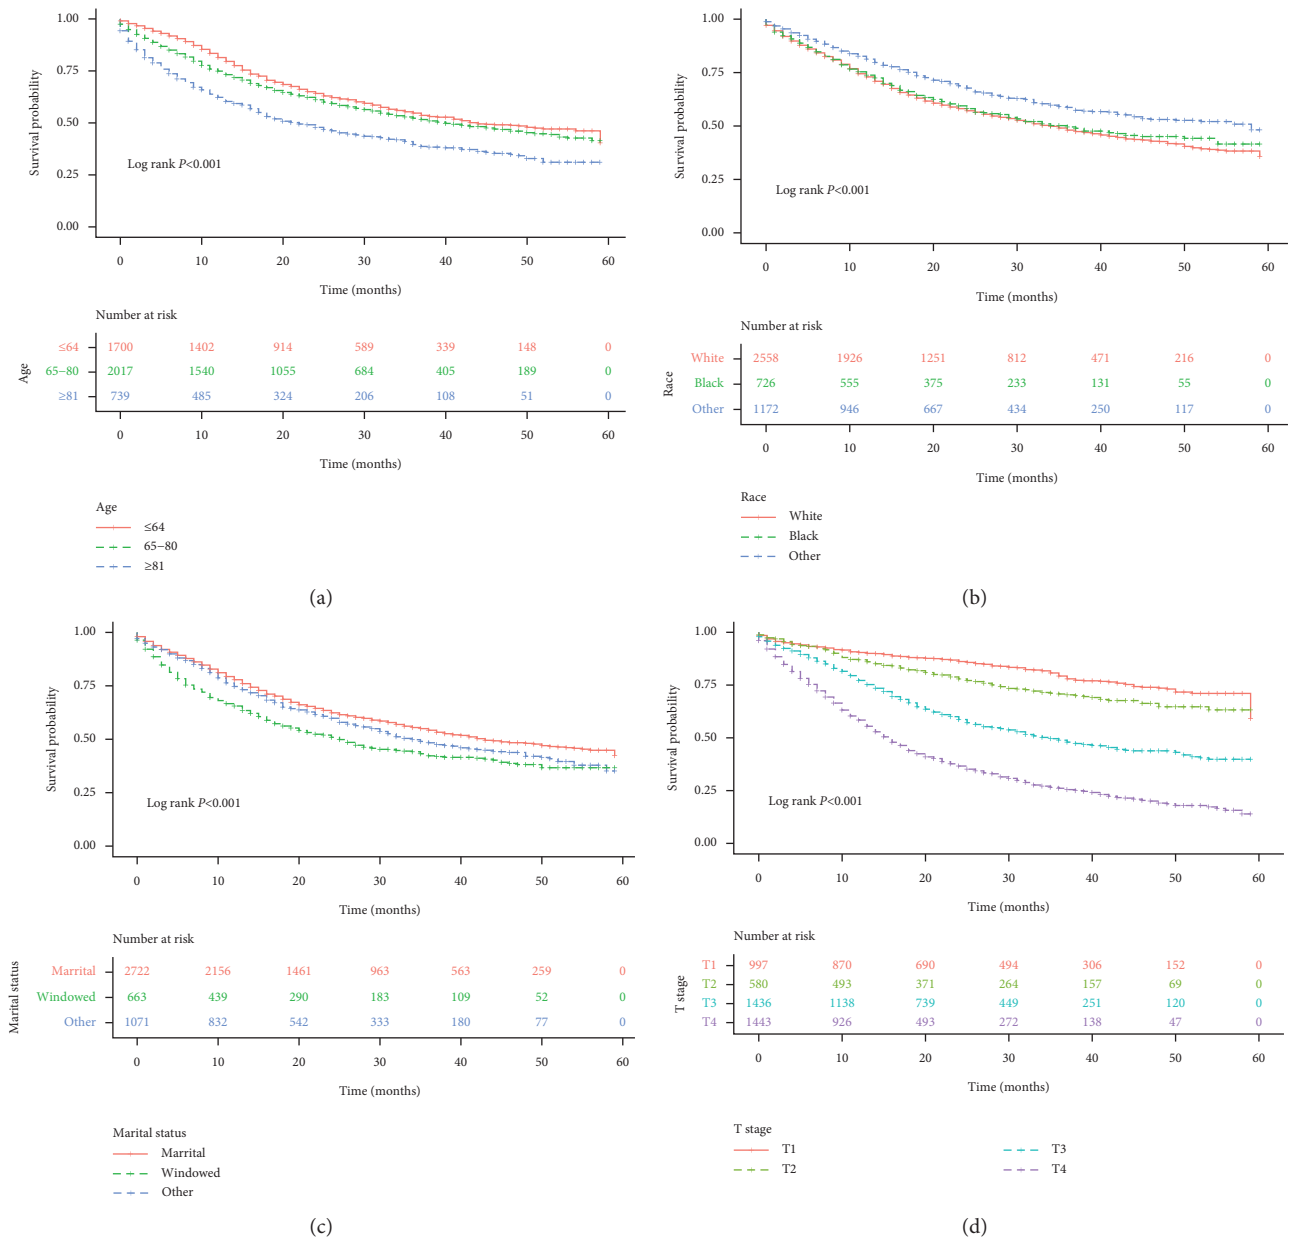 1.00
0.75
0.50
0.25
0.00
Survival probability
Log rank P<0.001
0 10 20 30 40 50 60
Time (months)
Number at risk
Age
≤64 1700 1402 914 589 339 148 0
65−80 2017 1540 1055 684 405 189 0
≥81 739 485 324 206 108 51 0
0 10 20 30 40 50 60
Time (months)
Age
≤64
65−80
≥81
(a)
1.00
0.75
0.50
0.25
0.00
Survival probability
Log rank P<0.001
0 10 20 30 40 50 60
Time (months)
Number at risk
Race
White 2558 1926 1251 812 471 216 0
Black 726 555 375 233 131 55 0
Other 1172 946 667 434 250 117 0
0 10 20 30 40 50 60
Time (months)
Race
White
Black
Other
(b)
1.00
0.75
0.50
0.25
0.00
Survival probability
Log rank P<0.001
0 10 20 30 40 50 60
Time (months)
Number at risk
Marital status
Marrital 2722 2156 1461 963 563 259 0
Windowed 663 439 290 183 109 52 0
Other 1071 832 542 333 180 77 0
0 10 20 30 40 50 60
Time (months)
Marital status
Marrital
Windowed
Other
(c)
1.00
0.75
0.50
0.25
0.00
Survival probability
Log rank P<0.001
0 10 20 30 40 50 60
Time (months)
Number at risk
T stage
T1 997 870 690 494 306 152 0
T2 580 493 371 264 157 69 0
T3 1436 1138 739 449 251 120 0
T4 1443 926 493 272 138 47 0
0 10 20 30 40 50 60
Time (months)
T stage
T1 T3
T2 T4
(d)